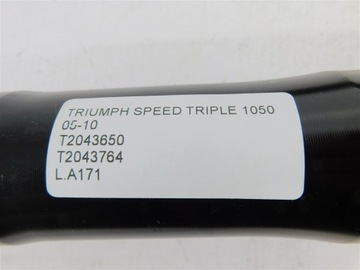 TRIUMPH SPEED TRIPLE 1050
05-10
T2043650
T2043764
L.A171